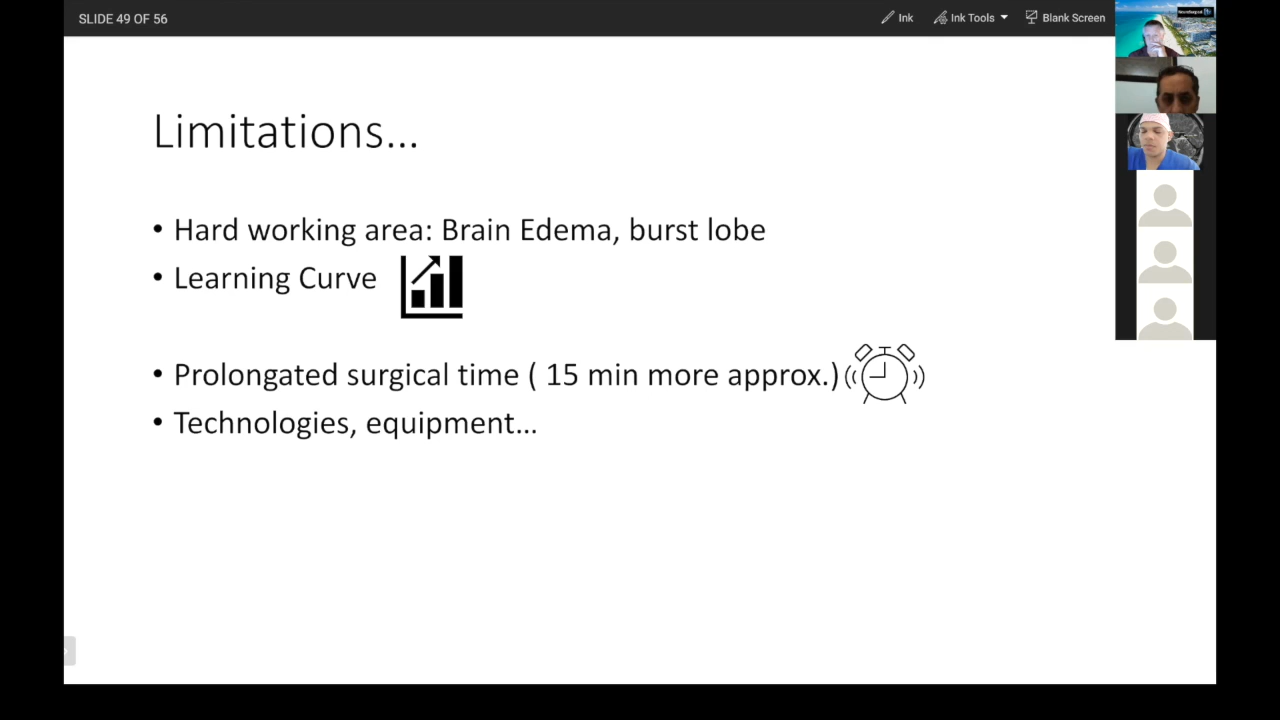 SLIDE 49 OF 56
Ink
Ink Tools
Blank Screen
Limitations...
• Hard working area: Brain Edema, burst lobe
• Learning Curve
• Prolongated surgical time ( 15 min more approx.)
• Technologies, equipment...